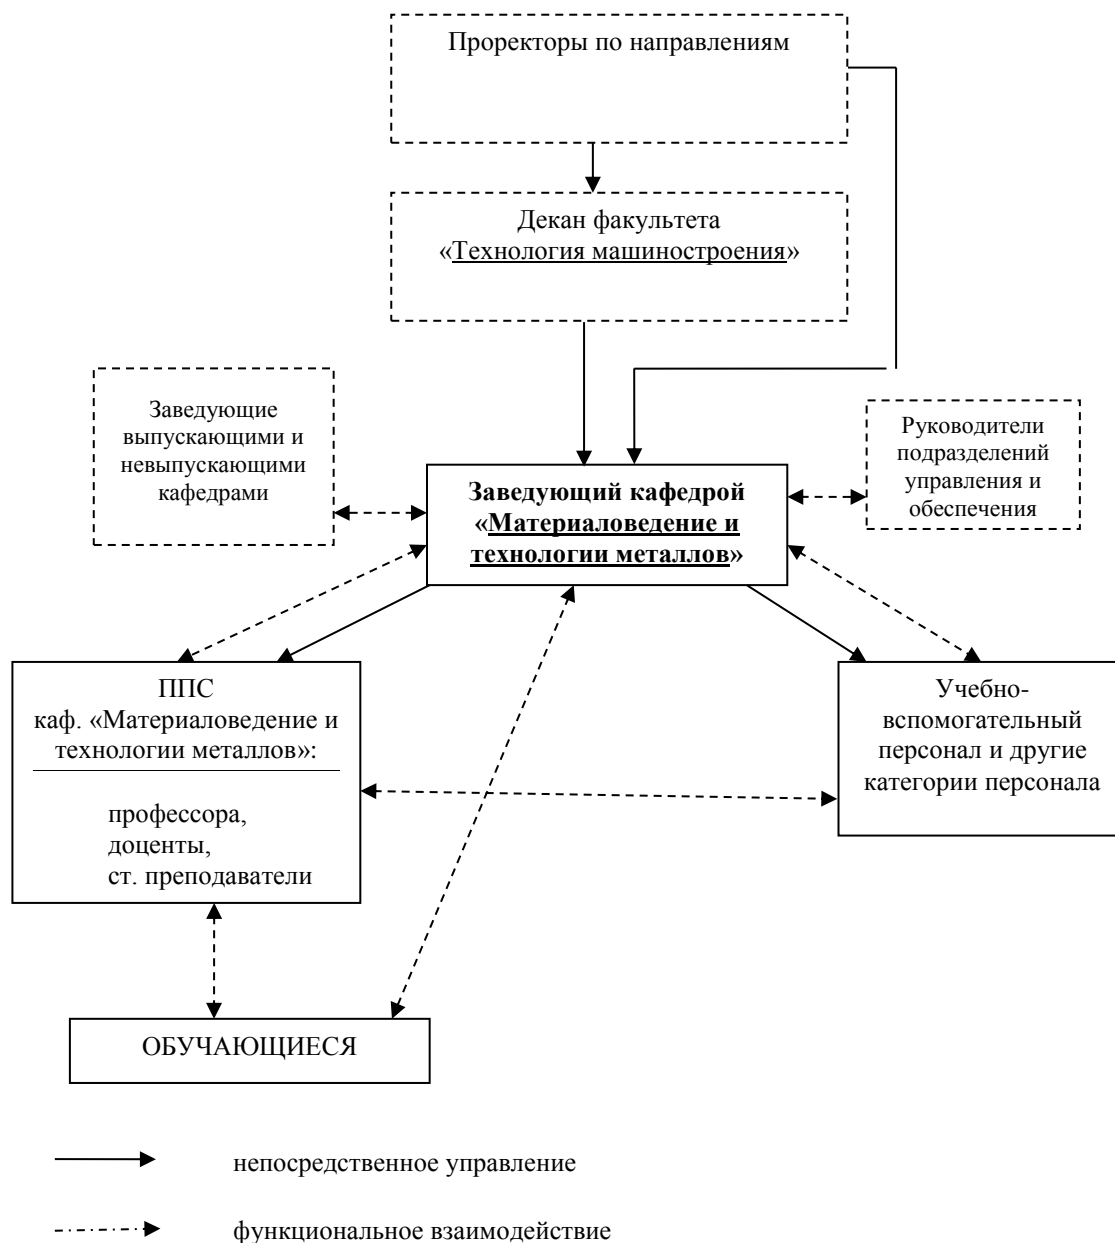 Проректоры по направлениям
Декан факультета
«Технология машиностроения»
Заведующие
выпускающими и
невыпускающими
кафедрами
Руководители
подразделений
управления и
обеспечения
Заведующий кафедрой
«Материаловедение и
технологии металлов»
ППС
каф. «Материаловедение и
технологии металлов»:
профессора,
доценты,
ст. преподаватели
Учебно-
вспомогательный
персонал и другие
категории персонала
ОБУЧАЮЩИЕСЯ
непосредственное управление
функциональное взаимодействие